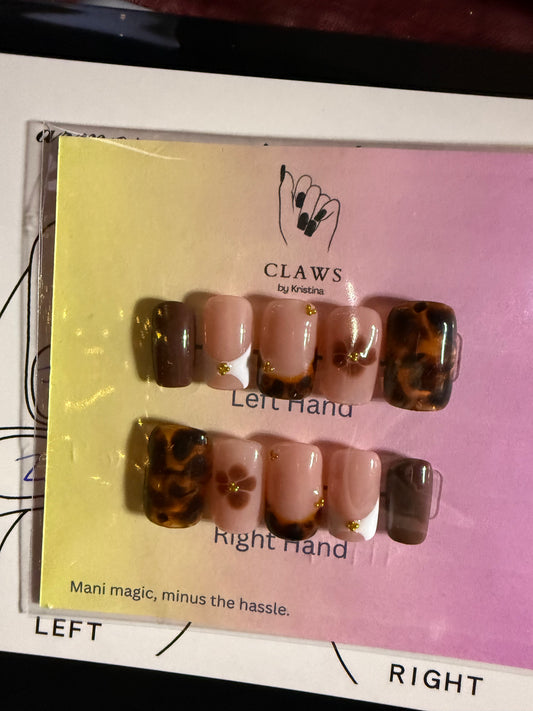 CLAWS
by Kristina
Left Hand
Right Hand
Mani magic, minus the hassle.
LEFT
RIGHT